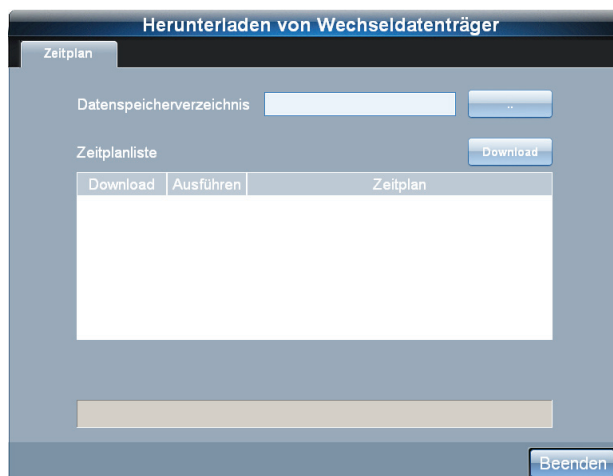 Herunterladen von Wechseldatenträger
Zeitplan
Datenspeicherverzeichnis ..
Zeitplanliste Download
Download Ausführen Zeitplan
Beenden